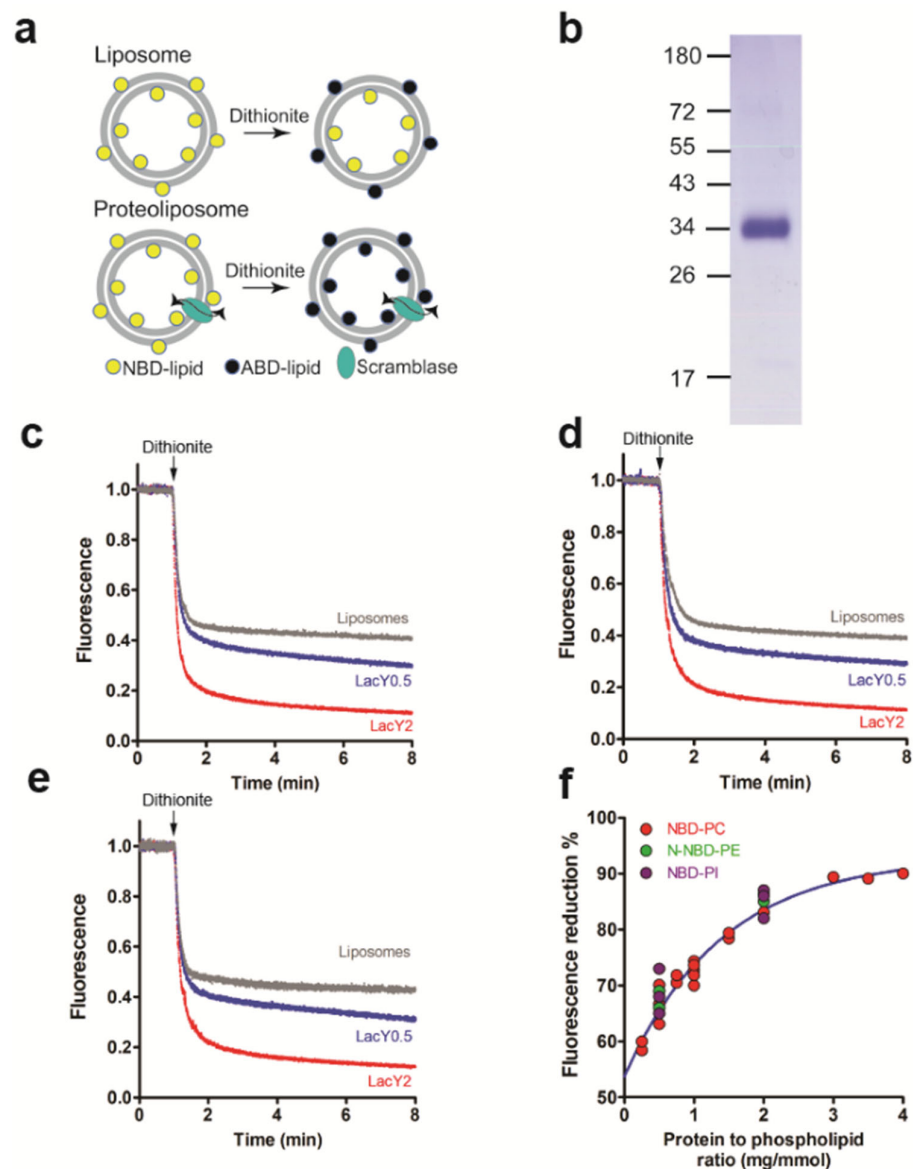 a
Liposome
Dithionite
Proteoliposome
Dithionite
NBD-lipid ABD-lipid Scramblase
b
180
72
55
43
34
26
17
c
Dithionite
1.0
0.8
0.6
0.4
0.2
0.0
Fluorescence
Liposomes
LacY0.5
LacY2
0 2 4 6 8
Time (min)
d
Dithionite
1.0
0.8
0.6
0.4
0.2
0.0
Fluorescence
Liposomes
LacY0.5
LacY2
0 2 4 6 8
Time (min)
e
Dithionite
1.0
0.8
0.6
0.4
0.2
0.0
Fluorescence
Liposomes
LacY0.5
LacY2
0 2 4 6 8
Time (min)
f
100
90
80
70
60
50
Fluorescence reduction %
NBD-PC
N-NBD-PE
NBD-PI
0 1 2 3 4
Protein to phospholipid
ratio (mg/mmol)